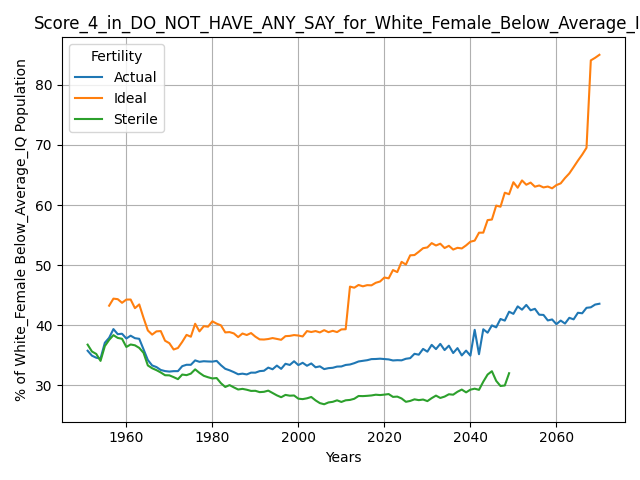 Score_4_in_DO_NOT_HAVE_ANY_SAY_for_White_Female_Below_Average_I
Fertility
Actual
Ideal
Sterile
% of White_Female Below_Average_IQ Population
80
70
60
50
40
30
1960
1980
2000
2020
2040
2060
Years